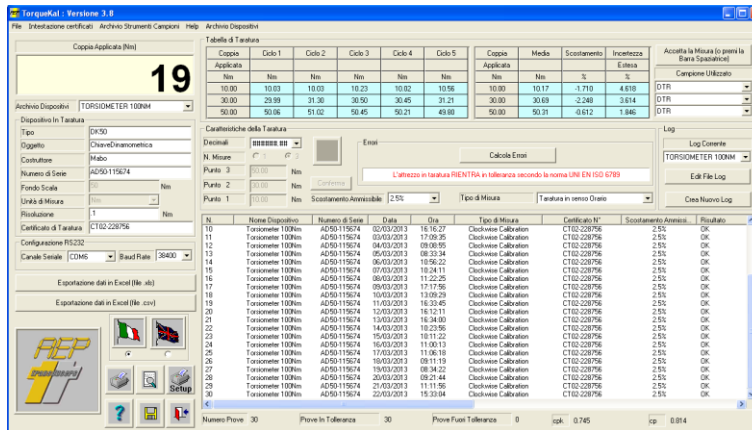 TorqueKal : Versione 3.8
File Intestazione certificati Archivio Strumenti Campioni Help Archivio Dispositivi
Coppia Applicata (Nm)
19
Archivio Dispositivi TORSIOMETER 100NM
Dispositivo In Taratura
Tipo DK50
Oggetto ChiaveDinamometrica
Costruttore Mabo
Numero di Serie AD50-115674
Fondo Scala 50 Nm
Unità di Misura Nm
Risoluzione .1 Nm
Certificato di Taratura CT02-228756
Configurazione RS232
Canale Seriale COM6 Baud Rate 38400
Esportazione dati in Excel (file .xls)
Esportazione dati in Excel (file .csv)
AEP
TT
Setup
Tabella di Taratura
Coppia Ciclo 1 Ciclo 2 Ciclo 3 Ciclo 4 Ciclo 5
Applicata
Nm Nm Nm Nm Nm Nm
10.00 10.03 10.03 10.23 10.02 10.56
30.00 29.99 31.30 30.50 30.45 31.21
50.00 50.06 51.02 50.45 50.21 49.80
Coppia Media Scostamento Incertezza
Applicata Estesa
Nm Nm % %
10.00 10.17 -1.710 4.618
30.00 30.69 -2.248 3.614
50.00 50.31 -0.612 1.846
Accetta la Misura (o premi la
Barra Spaziatrice)
Campione Utilizzato
DTR
DTR
DTR
Caratteristiche della Taratura
Decimali
N. Misure 1 3
Punto 3 50.00 Nm
Punto 2 30.00 Nm
Punto 1 10.00 Nm
Conferma
Errori
Calcola Errori
L'attrezzo in taratura RIENTRA in tolleranza secondo la norma UNI EN ISO 6789
Scostamento Ammissibile 2.5% Tipo di Misura Taratura in senso Orario
Log
Log Corrente
TORSIOMETER 100NM
Edit File Log
Crea Nuovo Log
N. Nome Dispositivo Numero di Serie Data Ora Tipo di Misura Certificato N° Scostamento Ammissi... Risultato
10 Torsiometer 100Nm AD50-115674 02/03/2013 16:16:27 Clockwise Calibration CT02-228756 2.5% OK
11 Torsiometer 100Nm AD50-115674 03/03/2013 17:09:35 Clockwise Calibration CT02-228756 2.5% OK
12 Torsiometer 100Nm AD50-115674 04/03/2013 09:00:55 Clockwise Calibration CT02-228756 2.5% OK
13 Torsiometer 100Nm AD50-115674 05/03/2013 08:33:34 Clockwise Calibration CT02-228756 2.5% OK
14 Torsiometer 100Nm AD50-115674 06/03/2013 10:56:22 Clockwise Calibration CT02-228756 2.5% OK
15 Torsiometer 100Nm AD50-115674 07/03/2013 10:24:11 Clockwise Calibration CT02-228756 2.5% OK
16 Torsiometer 100Nm AD50-115674 08/03/2013 11:22:25 Clockwise Calibration CT02-228756 2.5% OK
17 Torsiometer 100Nm AD50-115674 09/03/2013 17:17:56 Clockwise Calibration CT02-228756 2.5% OK
18 Torsiometer 100Nm AD50-115674 10/03/2013 13:09:29 Clockwise Calibration CT02-228756 2.5% OK
19 Torsiometer 100Nm AD50-115674 11/03/2013 16:33:45 Clockwise Calibration CT02-228756 2.5% OK
20 Torsiometer 100Nm AD50-115674 12/03/2013 16:12:11 Clockwise Calibration CT02-228756 2.5% OK
21 Torsiometer 100Nm AD50-115674 13/03/2013 16:34:00 Clockwise Calibration CT02-228756 2.5% OK
22 Torsiometer 100Nm AD50-115674 14/03/2013 10:23:56 Clockwise Calibration CT02-228756 2.5% OK
23 Torsiometer 100Nm AD50-115674 15/03/2013 10:11:22 Clockwise Calibration CT02-228756 2.5% OK
24 Torsiometer 100Nm AD50-115674 16/03/2013 11:00:13 Clockwise Calibration CT02-228756 2.5% OK
25 Torsiometer 100Nm AD50-115674 17/03/2013 11:06:18 Clockwise Calibration CT02-228756 2.5% OK
26 Torsiometer 100Nm AD50-115674 18/03/2013 09:11:19 Clockwise Calibration CT02-228756 2.5% OK
27 Torsiometer 100Nm AD50-115674 19/03/2013 08:34:22 Clockwise Calibration CT02-228756 2.5% OK
28 Torsiometer 100Nm AD50-115674 20/03/2013 09:21:44 Clockwise Calibration CT02-228756 2.5% OK
29 Torsiometer 100Nm AD50-115674 21/03/2013 11:11:56 Clockwise Calibration CT02-228756 2.5% OK
30 Torsiometer 100Nm AD50-115674 22/03/2013 15:33:04 Clockwise Calibration CT02-228756 2.5% OK
Numero Prove 30 Prove In Tolleranza 30 Prove Fuori Tolleranza 0 cpk 0.745 cp 0.814